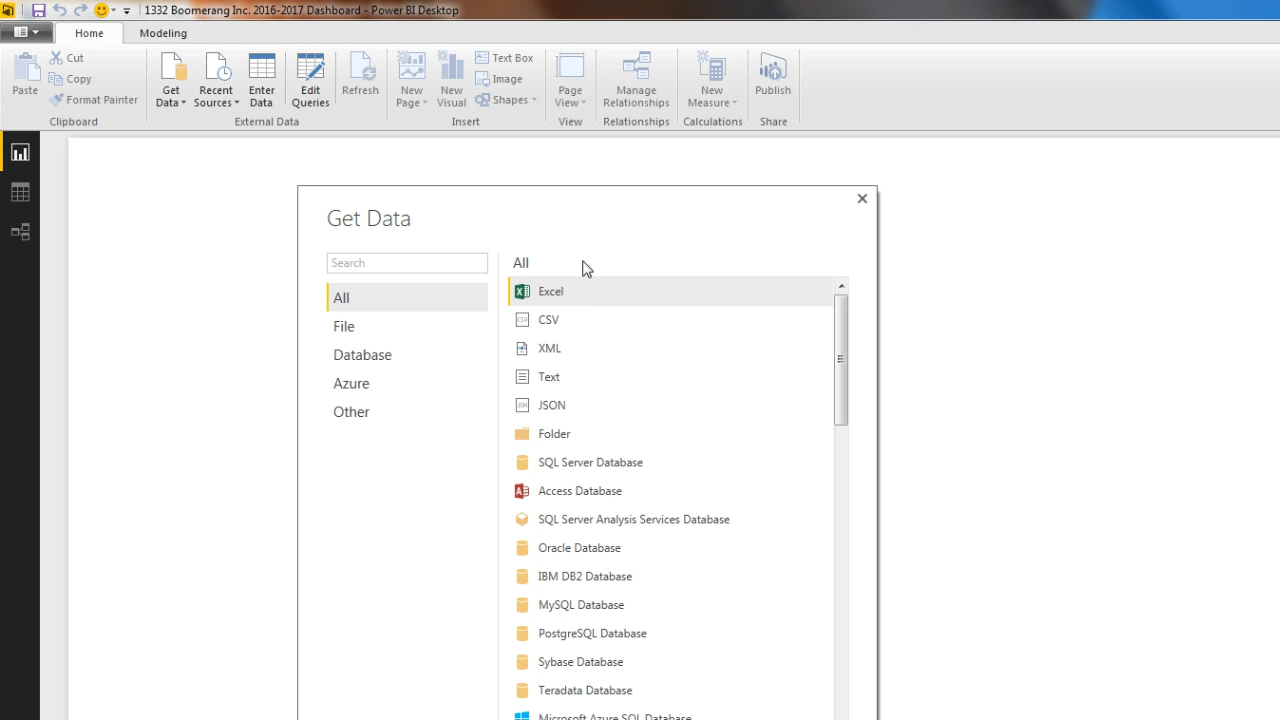 1332 Boomerang Inc. 2016-2017 Dashboard - Power BI Desktop
Home Modeling
Paste
Cut
Copy
Format Painter
Clipboard
Get Data
Recent Sources
Enter Data
Edit Queries
Refresh
External Data
New Page
New Visual
Text Box
Image
Shapes
Insert
Page View
View
Manage Relationships
Relationships
New Measure
Calculations
Publish
Share
Get Data
Search
All
File
Database
Azure
Other
All
Excel
CSV
XML
Text
JSON
Folder
SQL Server Database
Access Database
SQL Server Analysis Services Database
Oracle Database
IBM DB2 Database
MySQL Database
PostgreSQL Database
Sybase Database
Teradata Database
Microsoft Azure SQL Database